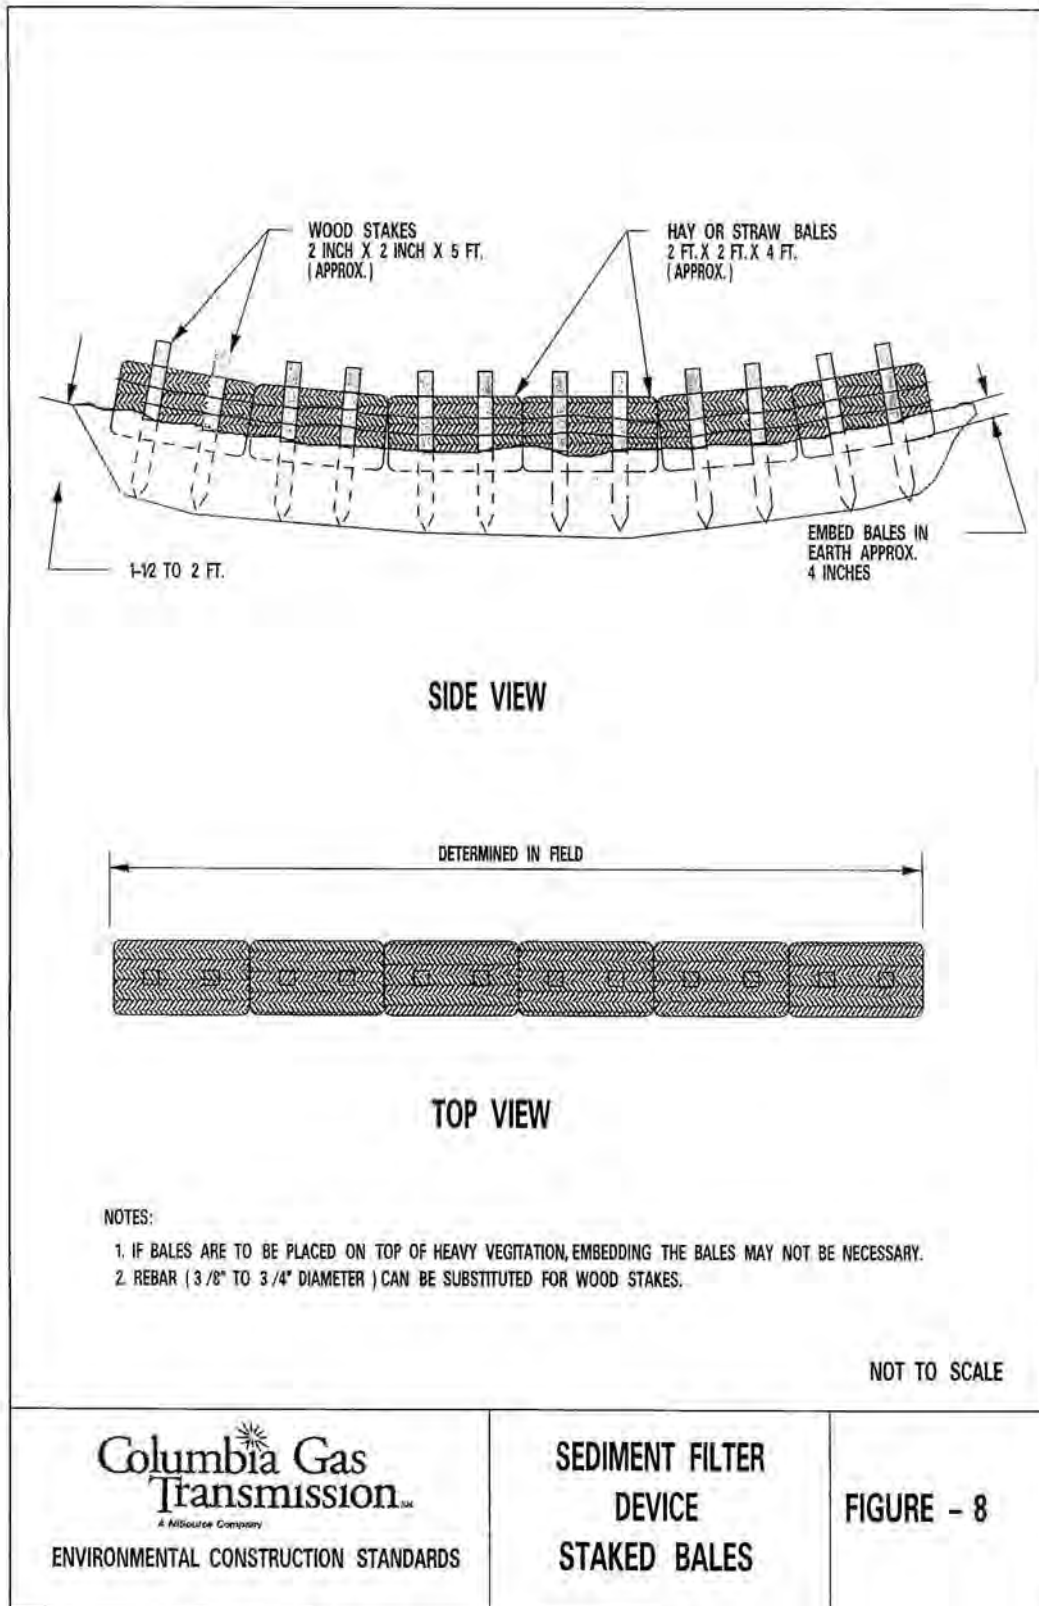 WOOD STAKES
2 INCH X 2 INCH X 5 FT.
(APPROX.)
HAY OR STRAW BALES
2 FT. X 2 FT. X 4 FT.
(APPROX.)
EMBED BALES IN
EARTH APPROX.
4 INCHES
1-1/2 TO 2 FT.
SIDE VIEW
DETERMINED IN FIELD
TOP VIEW
NOTES:
1. IF BALES ARE TO BE PLACED ON TOP OF HEAVY VEGITATION, EMBEDDING THE BALES MAY NOT BE NECESSARY.
2. REBAR ( 3 /8" TO 3 /4" DIAMETER ) CAN BE SUBSTITUTED FOR WOOD STAKES.
NOT TO SCALE
Columbia Gas
Transmission SM
A NiSource Company
ENVIRONMENTAL CONSTRUCTION STANDARDS
SEDIMENT FILTER
DEVICE
STAKED BALES
FIGURE - 8